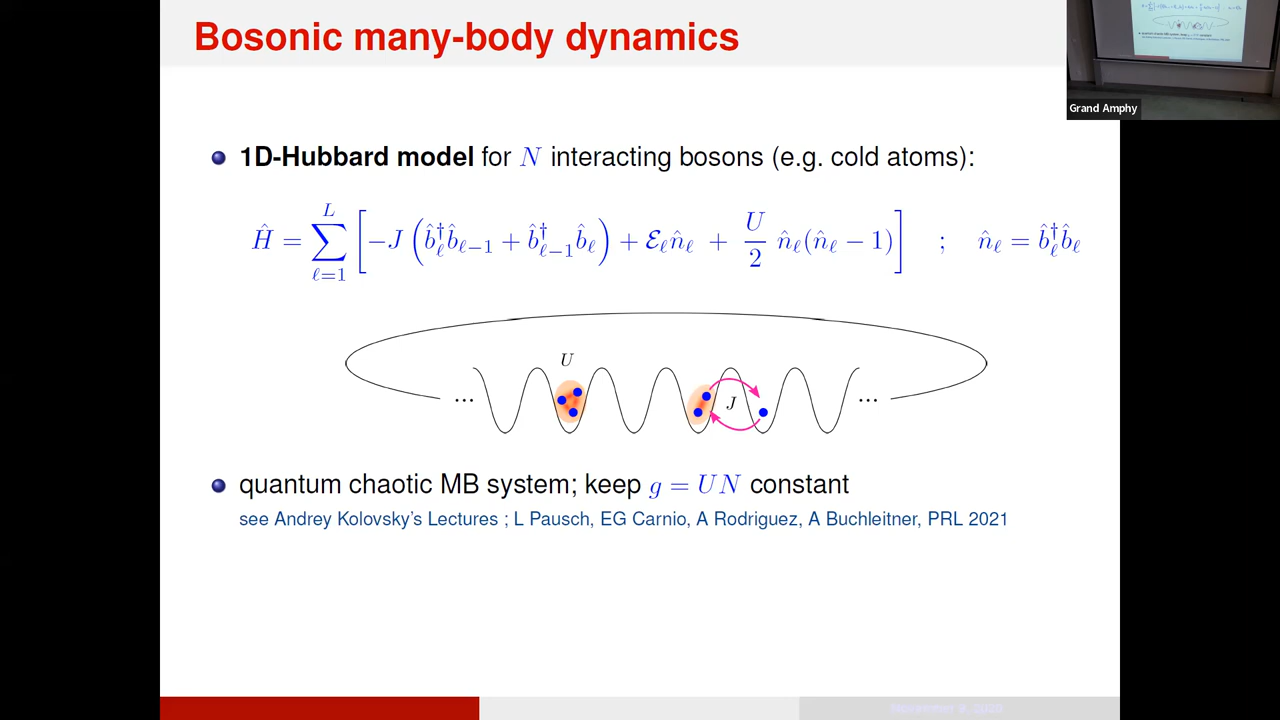 Bosonic many-body dynamics
Grand Amphy
1D-Hubbard model for N interacting bosons (e.g. cold atoms):
Ĥ = ∑_{ℓ=1}^{L} [ −J ( b̂†_ℓ b̂_{ℓ−1} + b̂†_{ℓ−1} b̂_ℓ ) + ℰ_ℓ n̂_ℓ + U/2 n̂_ℓ(n̂_ℓ − 1) ] ; n̂_ℓ = b̂†_ℓ b̂_ℓ
U
... J ...
quantum chaotic MB system; keep g = UN constant
see Andrey Kolovsky's Lectures ; L Pausch, EG Carnio, A Rodriguez, A Buchleitner, PRL 2021